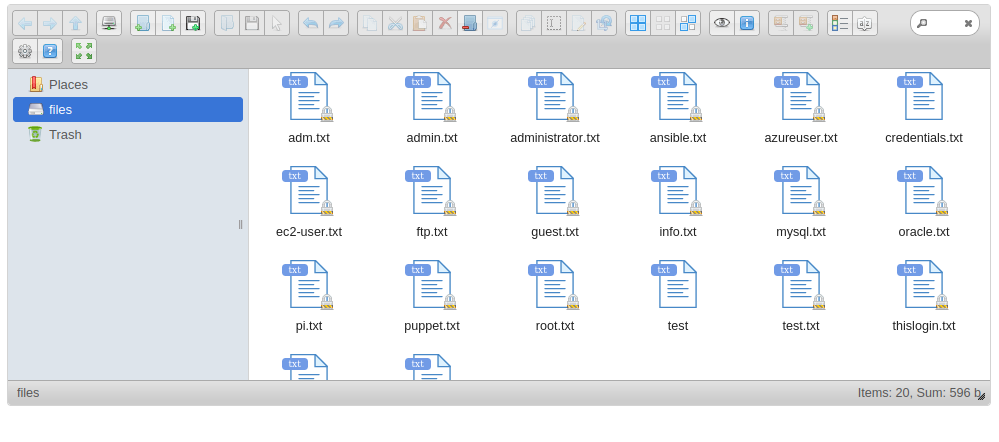 Places
files
Trash
txt txt txt txt txt txt
adm.txt admin.txt administrator.txt ansible.txt azureuser.txt credentials.txt
txt txt txt txt txt txt
ec2-user.txt ftp.txt guest.txt info.txt mysql.txt oracle.txt
txt txt txt txt txt
pi.txt puppet.txt root.txt test test.txt thislogin.txt
txt txt
files Items: 20, Sum: 596 b